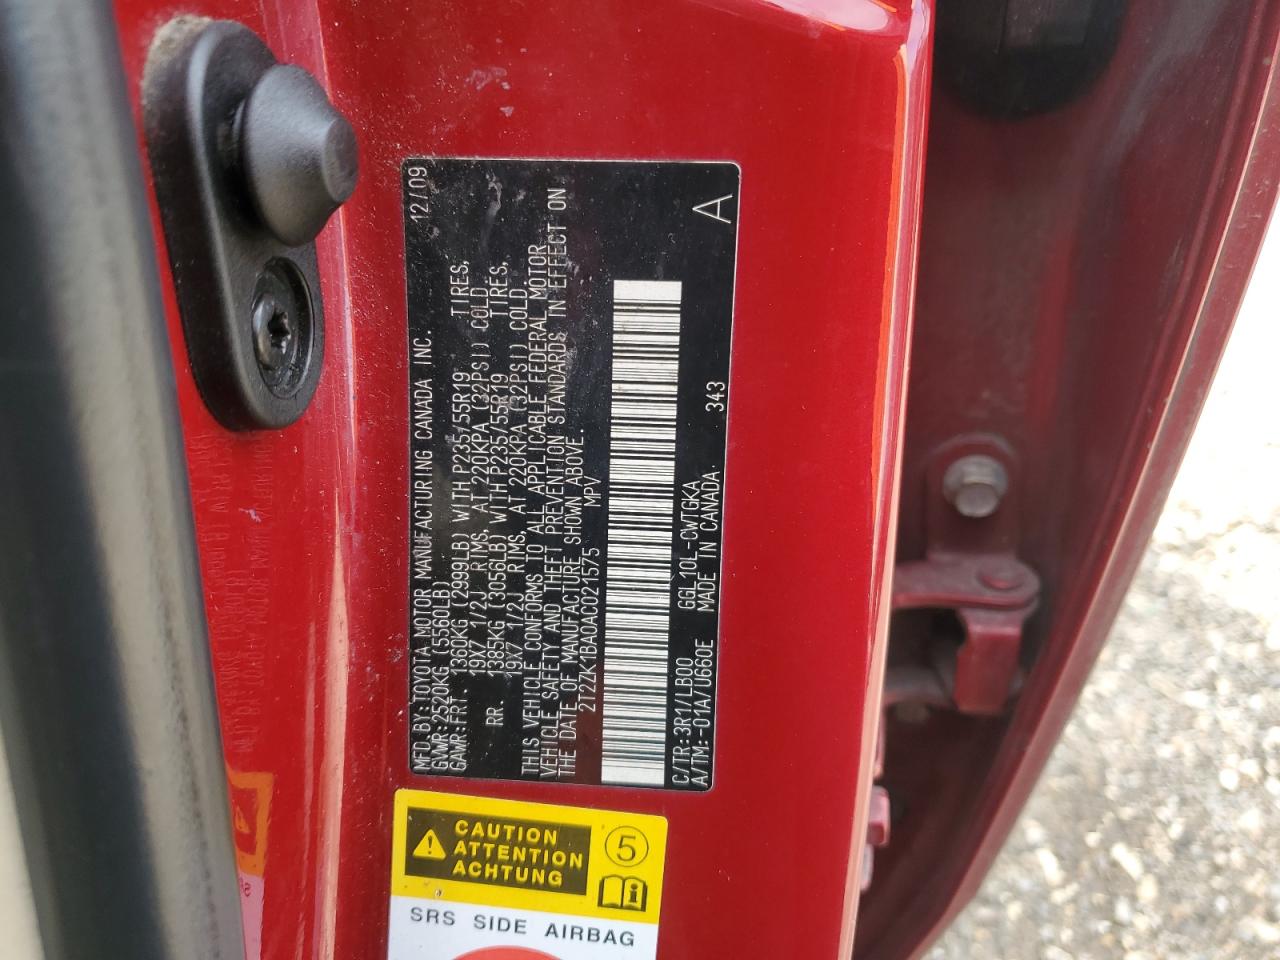 MFD BY:TOYOTA MOTOR MANUFACTURING CANADA INC. 12/09
GVWR:2520KG (5560LB)
GAWR:FRT. 1360KG (2999LB) WITH P235/55R19 TIRES,
19X7 1/2J RIMS, AT 220KPA (32PSI) COLD
RR. 1385KG (3056LB) WITH P235/55R19 TIRES,
19X7 1/2J RIMS, AT 220KPA (32PSI) COLD.
THIS VEHICLE CONFORMS TO ALL APPLICABLE FEDERAL MOTOR
VEHICLE SAFETY AND THEFT PREVENTION STANDARDS IN EFFECT ON
THE DATE OF MANUFACTURE SHOWN ABOVE.
2T2ZK1BA0AC021575 MPV
A
C/TR:3R1/LB00 GGL10L-CWTGKA
A/TM:-01A/U660E MADE IN CANADA. 343
CAUTION
ATTENTION
ACHTUNG
5
i
SRS SIDE AIRBAG